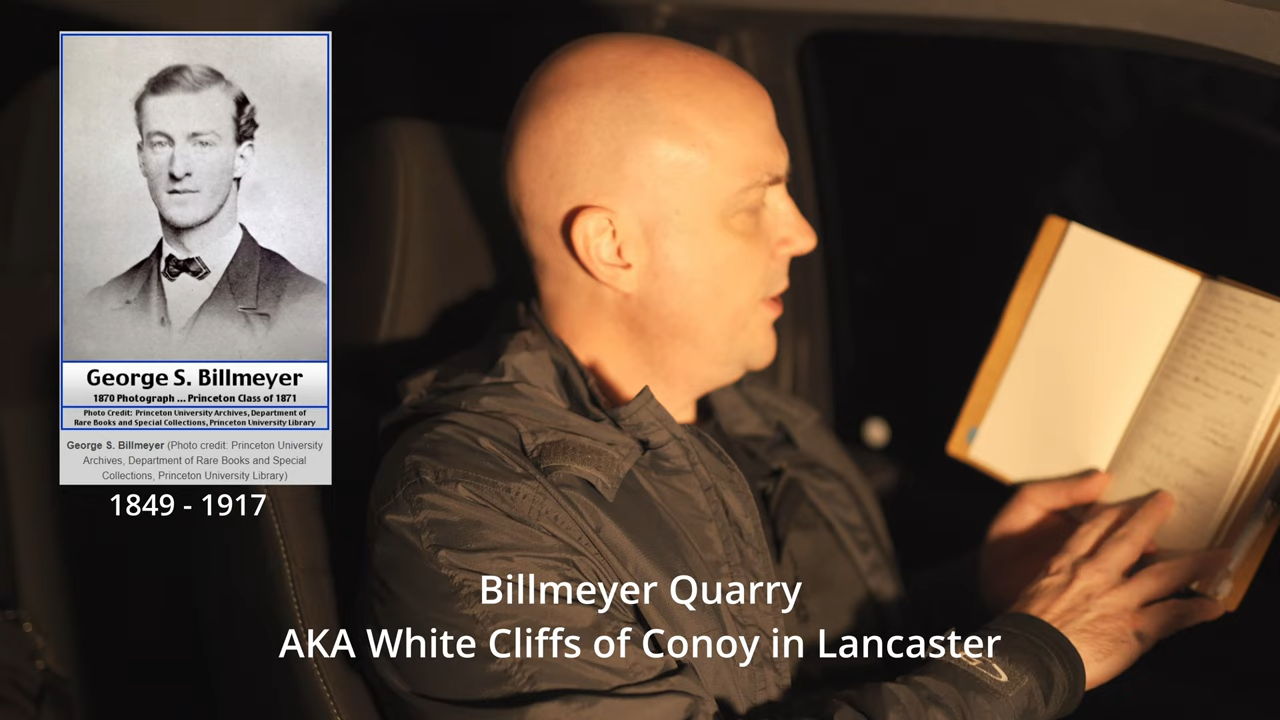 George S. Billmeyer
1870 Photograph ... Princeton Class of 1871
Photo Credit: Princeton University Archives, Department of
Rare Books and Special Collections, Princeton University Library)
George S. Billmeyer (Photo credit: Princeton University
Archives, Department of Rare Books and Special
Collections, Princeton University Library)
1849 - 1917
Billmeyer Quarry
AKA White Cliffs of Conoy in Lancaster